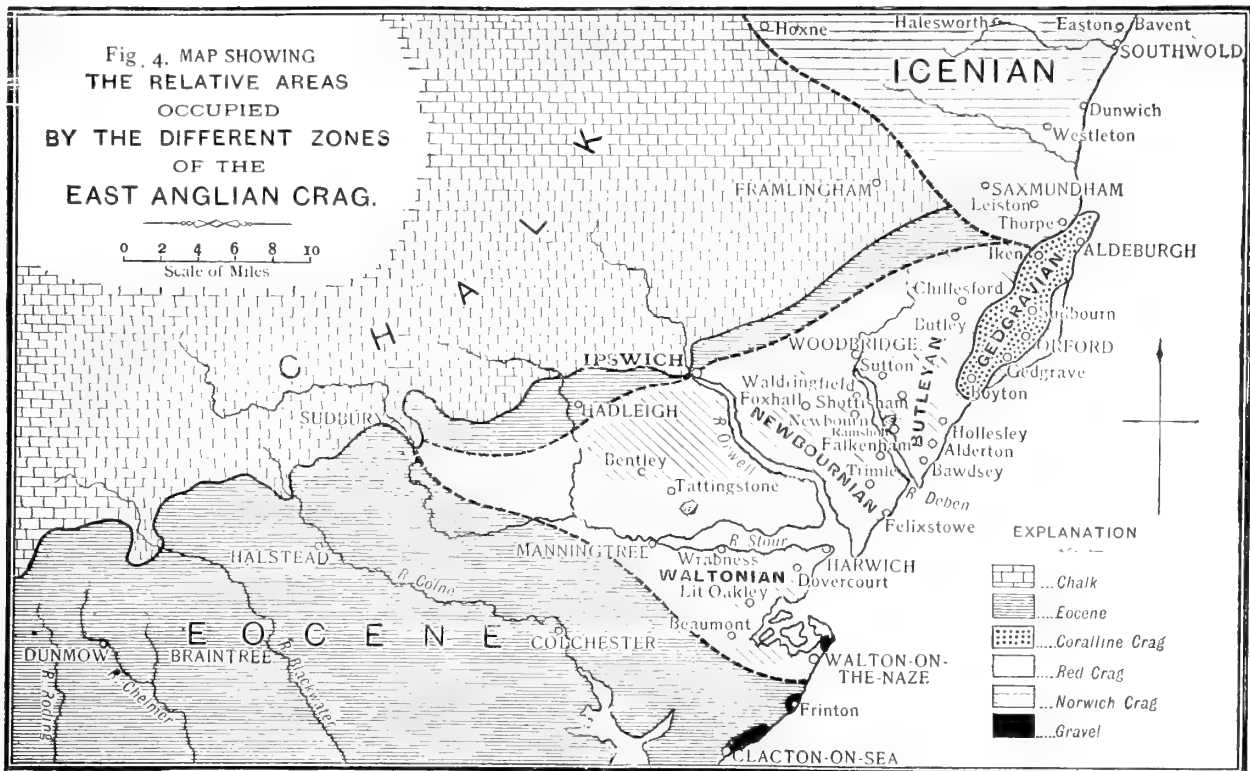 Fig. 4. MAP SHOWING
THE RELATIVE AREAS
OCCUPIED
BY THE DIFFERENT ZONES
OF THE
EAST ANGLIAN CRAG.
0 2 6 8 10
Scale of Miles
Hoxne
Halesworth
Easton Bavent
SOUTHWOLD
ICENIAN
Dunwich
Westleton
FRAMLINGHAM
SAXMUNDHAM
Leiston
Thorpe
Iken
ALDEBURGH
CHALK
Chillesford
Butley
GEDGRAVIAN
Sudbourn
ORFORD
Gedgrave
Boyton
IPSWICH
WOODBRIDGE
Sutton
Waldringfield
Foxhall
Shottisham
Newbourn
Ramsholt
Falkenham
Trimley
BUTLEYAN
NEWBOURNIAN
Hollesley
Alderton
Bawdsey
R. Deben
Felixstowe
SUDBURY
HADLEIGH
R. Orwell
Bentley
Tattingstone
MANNINGTREE
R. Stour
Wrabness
HARWICH
WALTONIAN
Dovercourt
Lit Oakley
Beaumont
HALSTEAD
R. Colne
EOCENE
COLCHESTER
DUNMOW
BRAINTREE
R. Blackwater
R. Chelmer
R. Roding
WALTON-ON-
THE-NAZE
Frinton
CLACTON-ON-SEA
EXPLANATION
...Chalk
...Eocene
.....Coralline Crag
.....Red Crag
...Norwich Crag
...Gravel